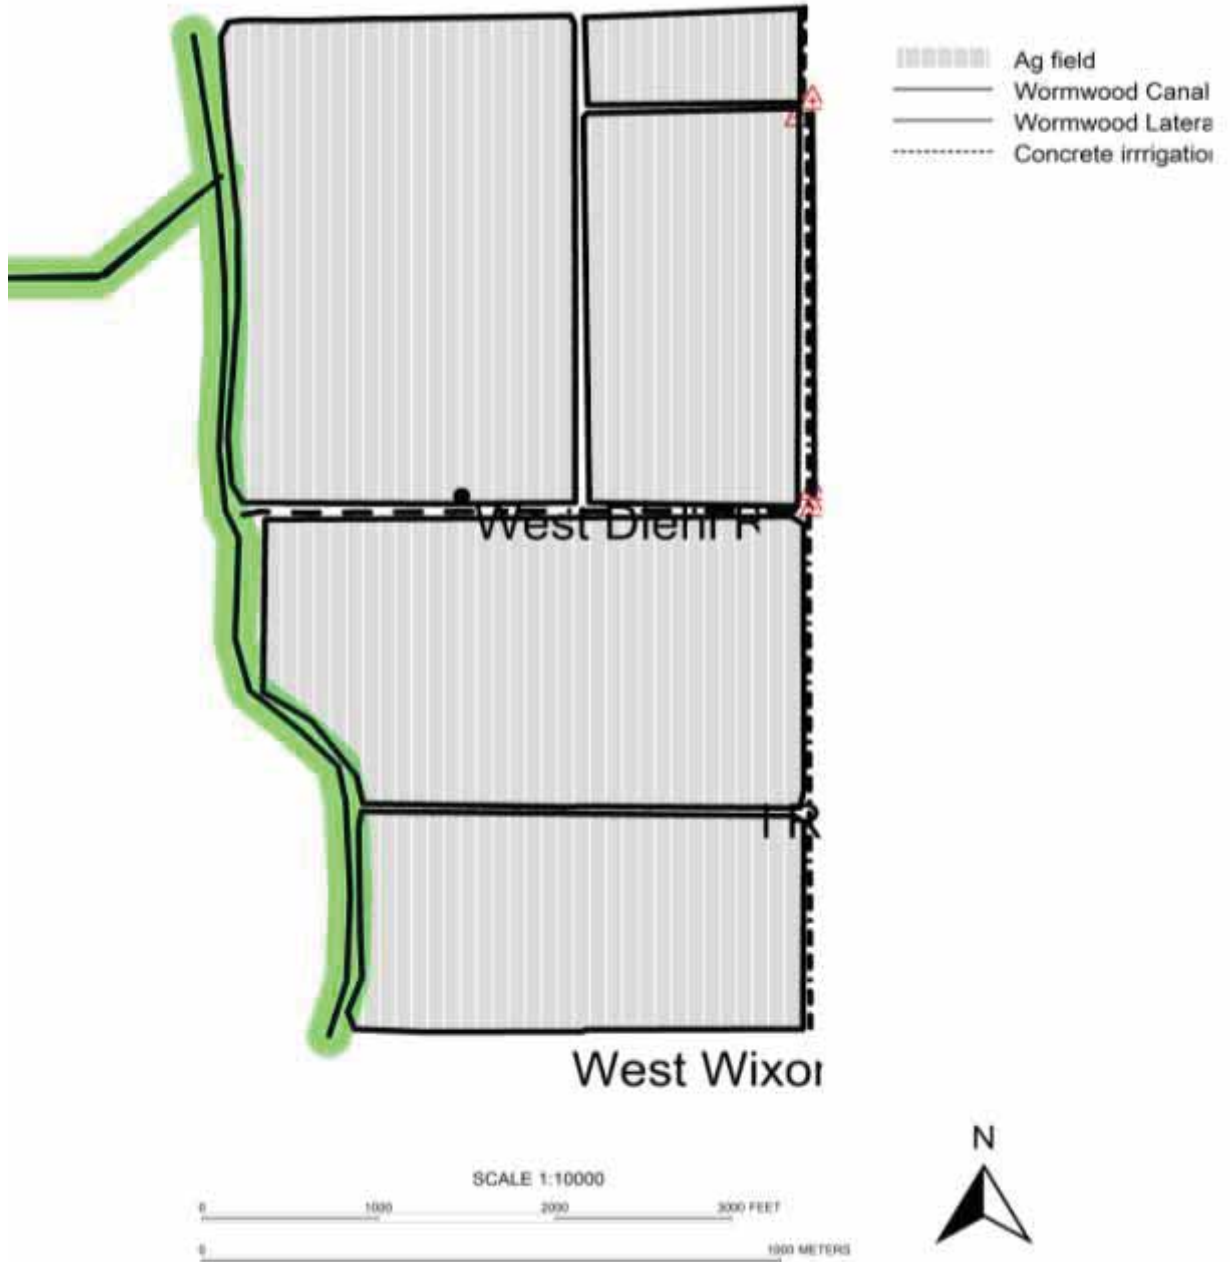 Ag field
Wormwood Canal
Wormwood Latera
Concrete irrrigatio
West Diehl R
West Wixor
SCALE 1:10000
0 1000 2000 3000 FEET
0 1000 METERS
N